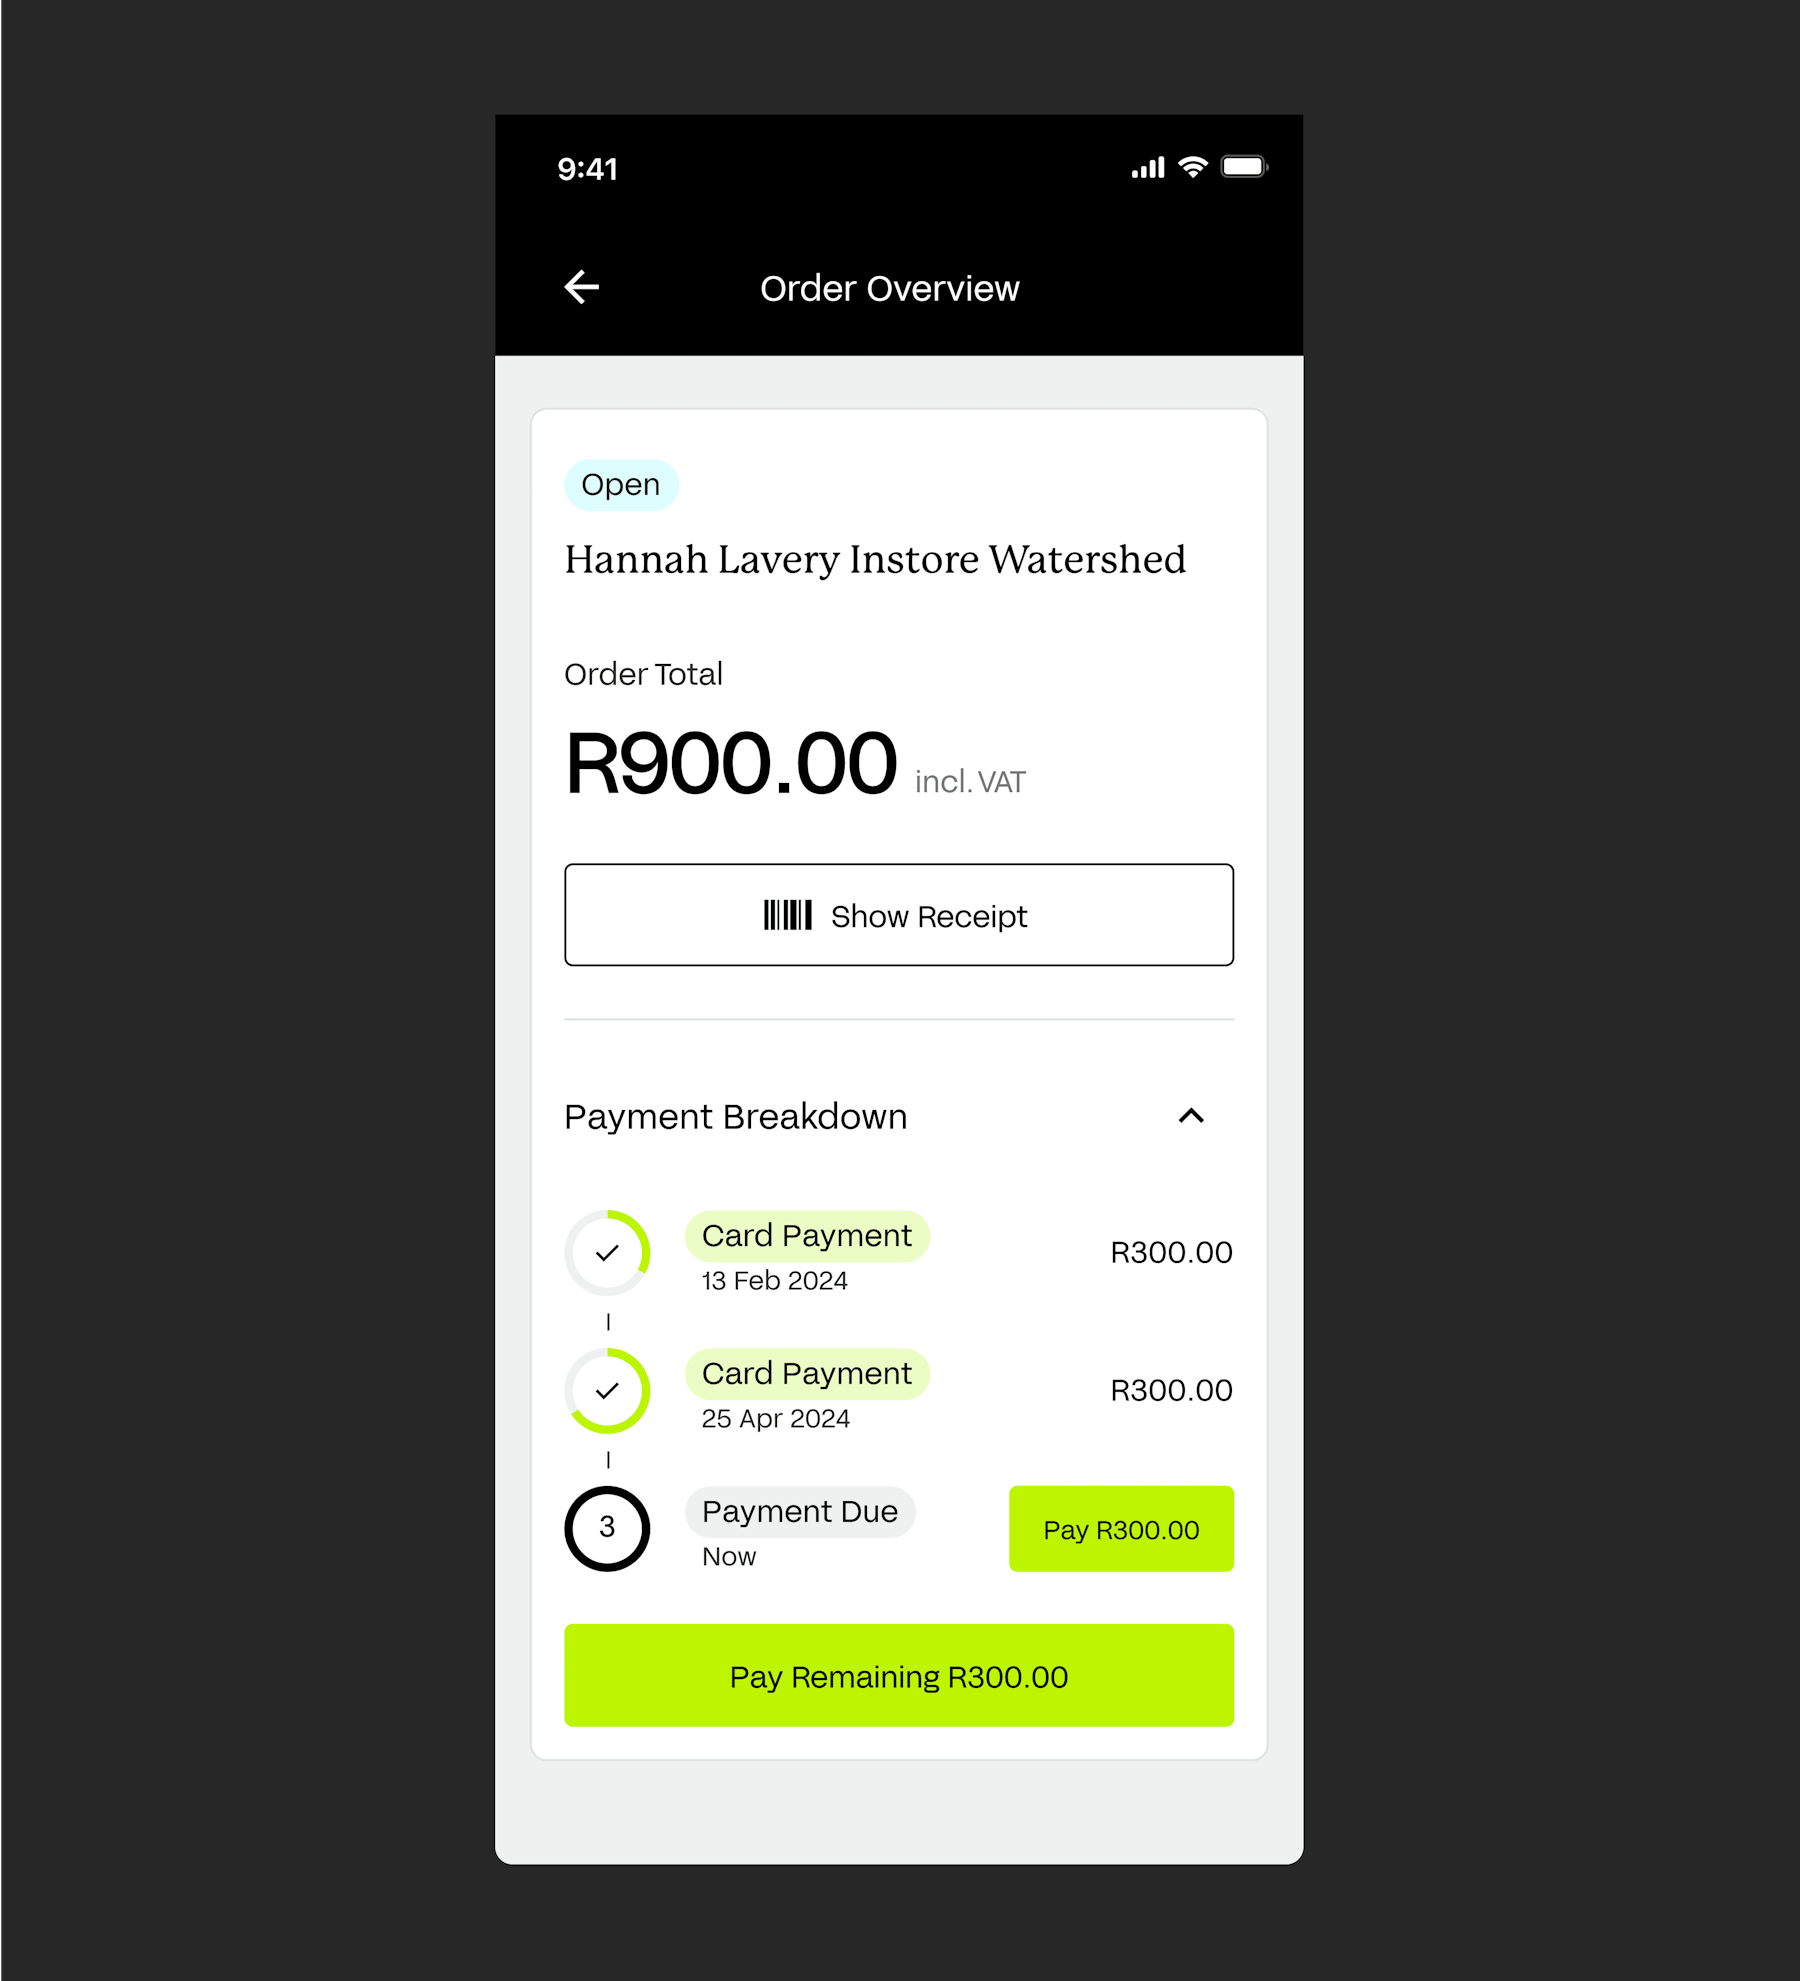 9:41
Order Overview
Open
Hannah Lavery Instore Watershed
Order Total
R900.00 incl. VAT
Show Receipt
Payment Breakdown
Card Payment
13 Feb 2024
R300.00
Card Payment
25 Apr 2024
R300.00
3
Payment Due
Now
Pay R300.00
Pay Remaining R300.00